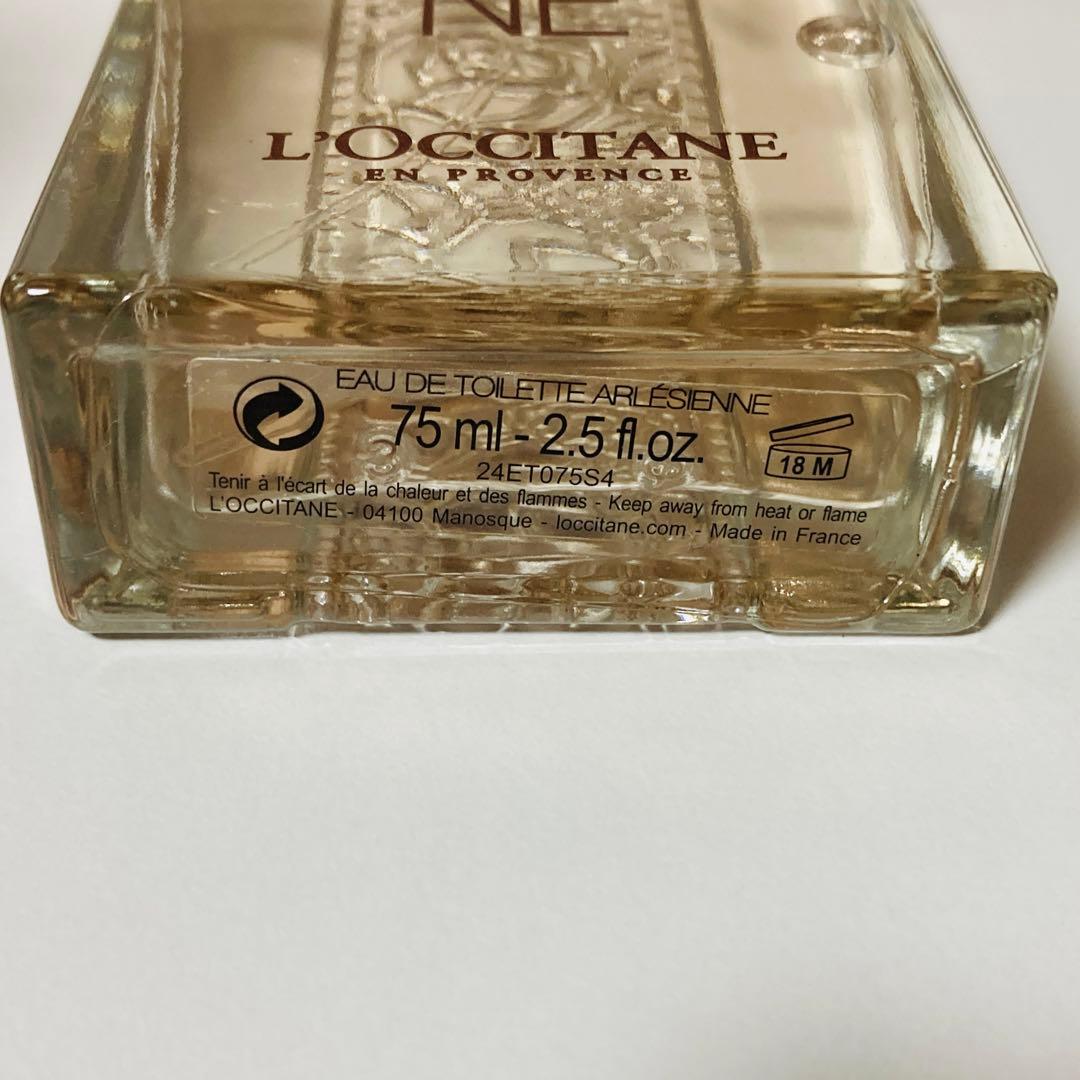 NE
L'OCCITANE
EN PROVENCE
EAU DE TOILETTE ARLÉSIENNE
75 ml - 2.5 fl.oz.
18 M
24ET075S4
Tenir à l'écart de la chaleur et des flammes - Keep away from heat or flame
L'OCCITANE - 04100 Manosque - loccitane.com - Made in France